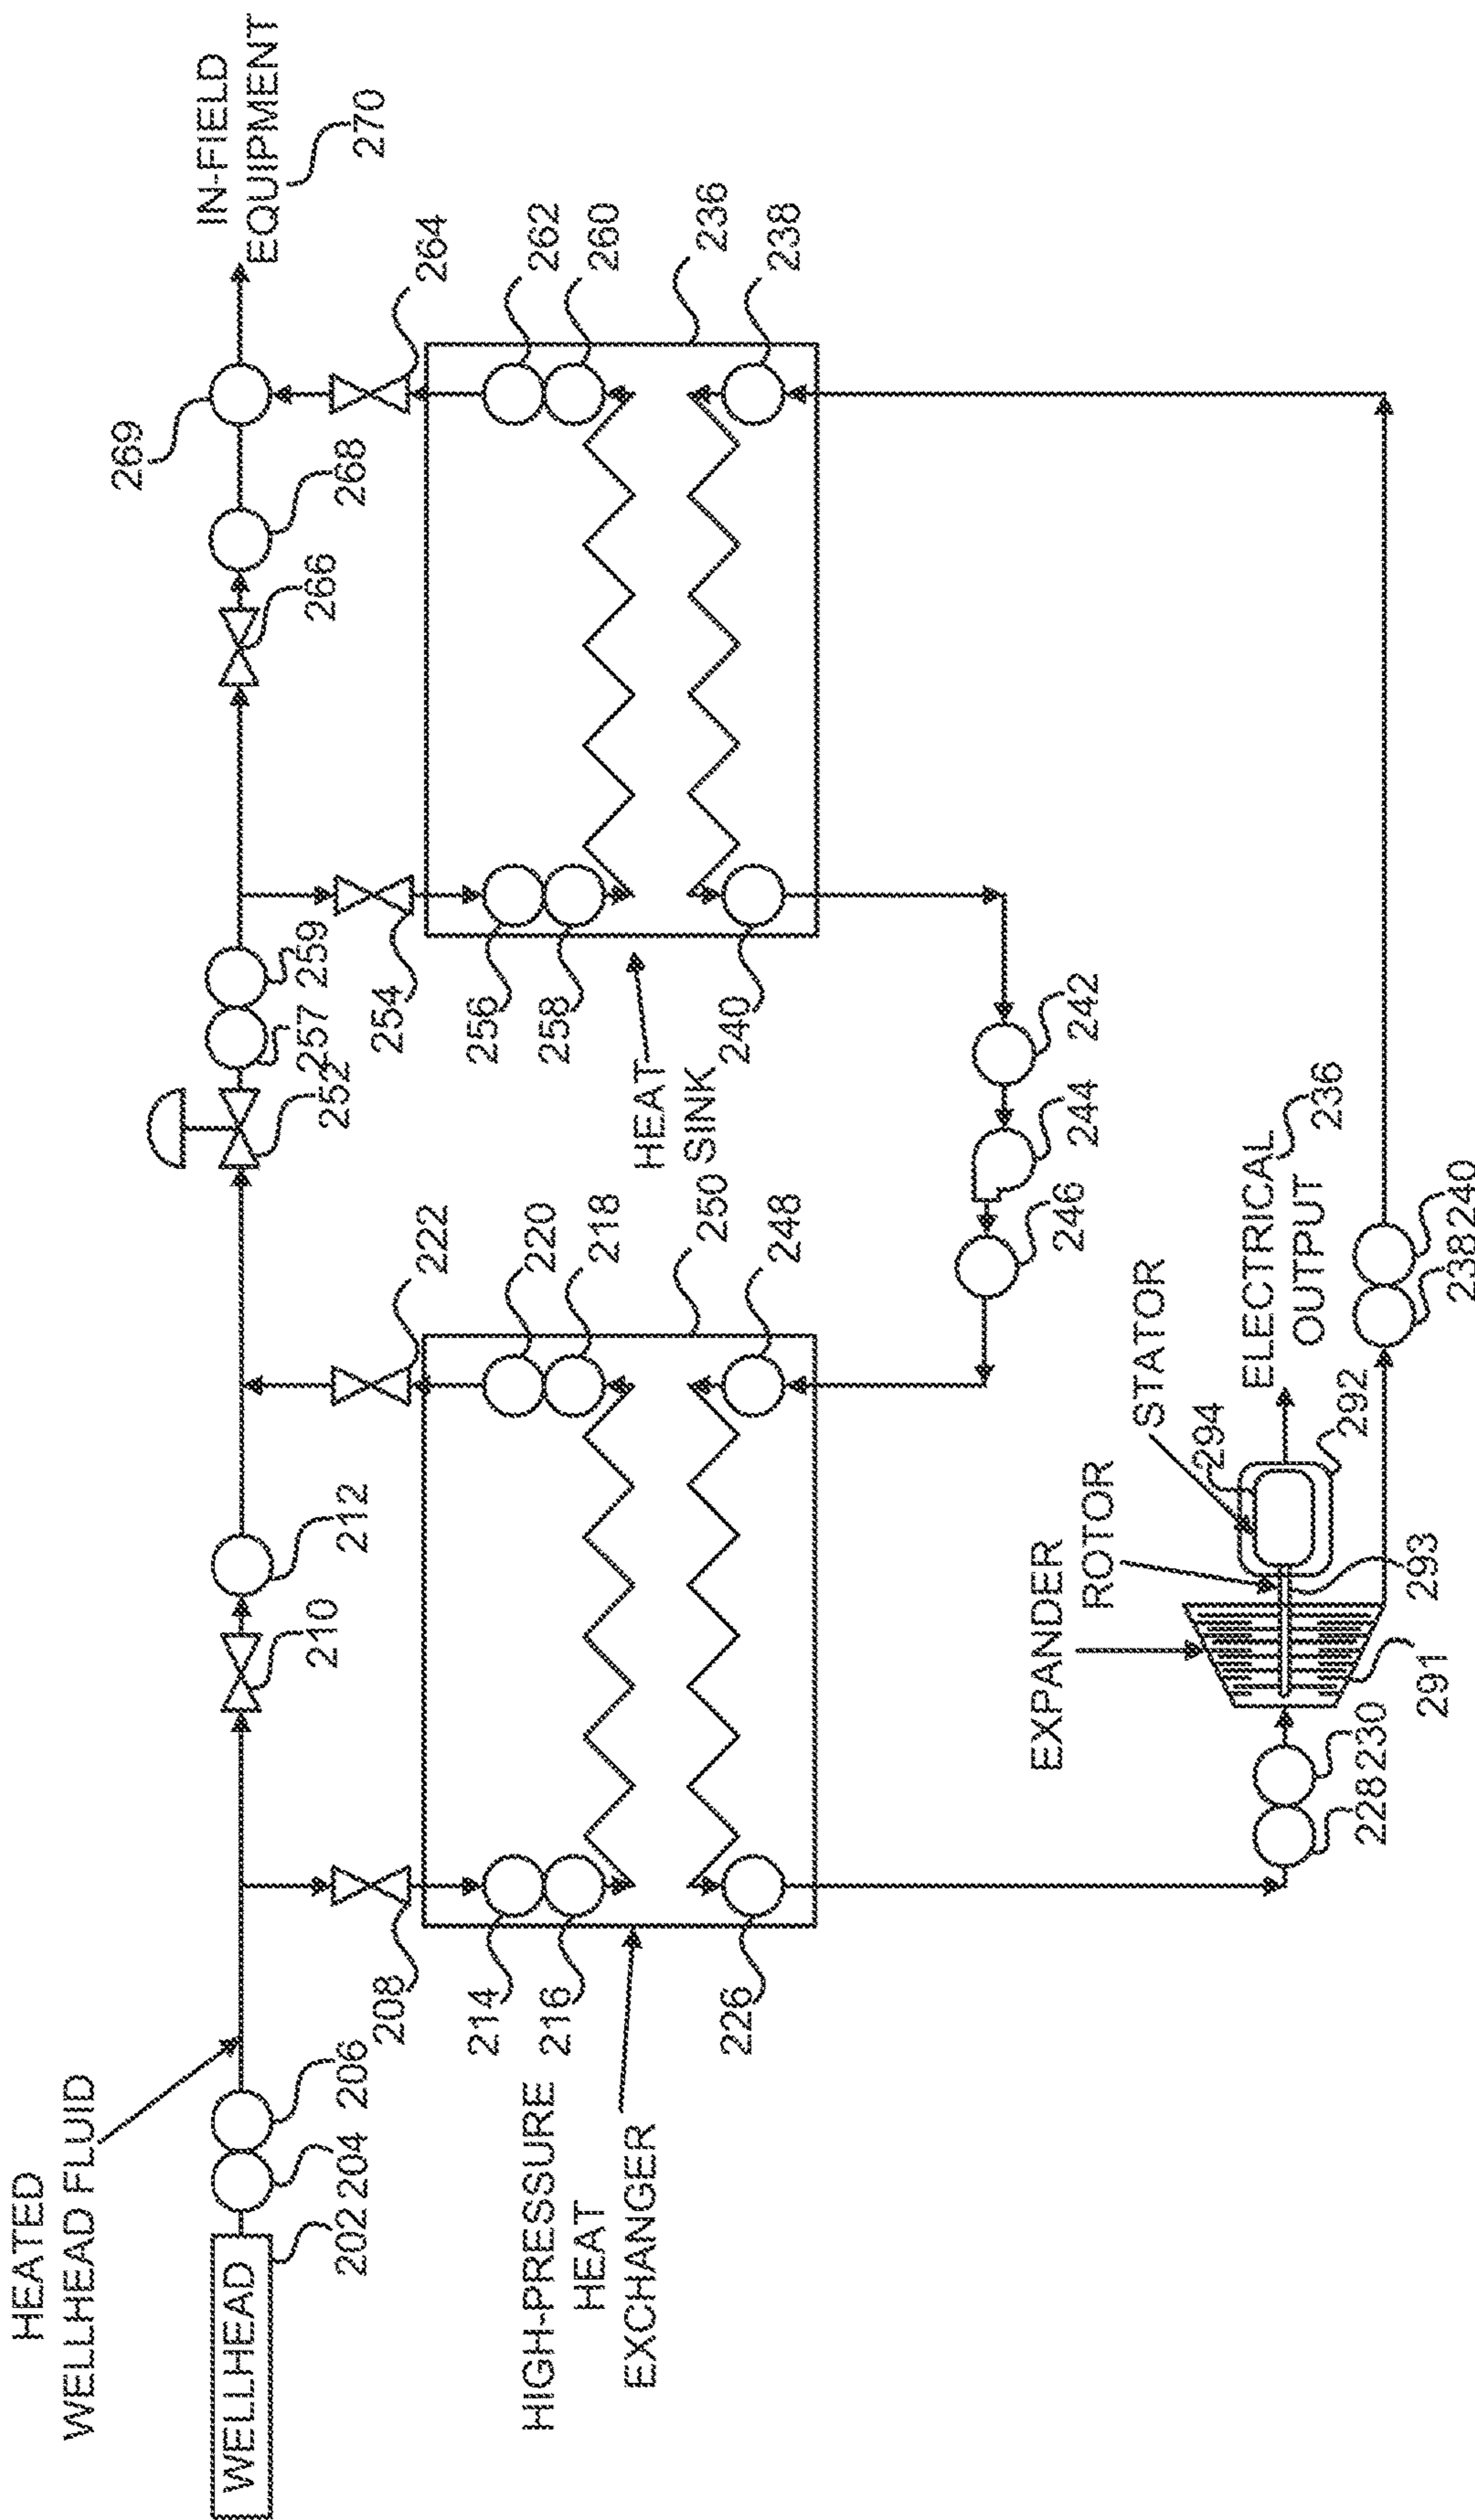 HEATED
WELLHEAD FLUID
WELLHEAD
202
204
206
208
210
212
214
216
HIGH-PRESSURE
HEAT
EXCHANGER
218
220
222
226
248
250
252
257
259
254
256
258
240
HEAT
SINK
266
268
269
264
262
260
236
238
IN-FIELD
EQUIPMENT
270
242
244
246
228
230
EXPANDER
ROTOR
STATOR
294
291
293
292
ELECTRICAL
OUTPUT
236
238
240